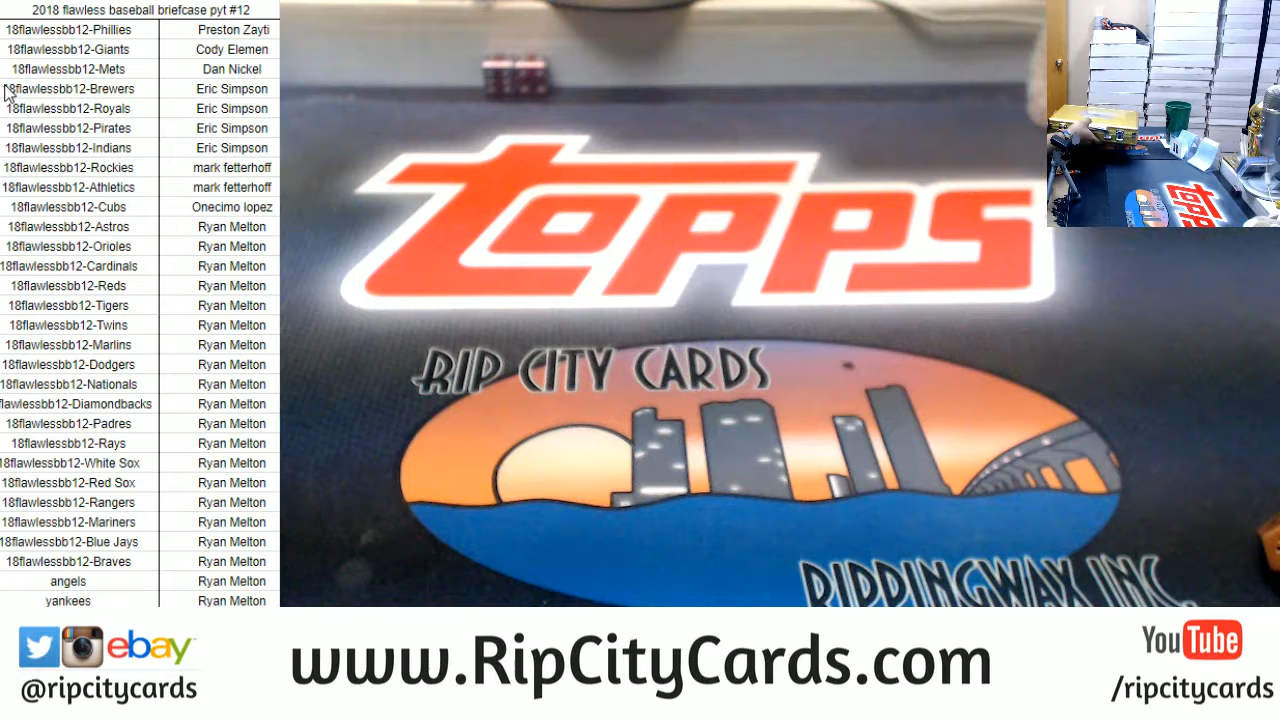 2018 flawless baseball briefcase pyt #12
18flawlessbb12-Phillies Preston Zayti
18flawlessbb12-Giants Cody Elemen
18flawlessbb12-Mets Dan Nickel
8flawlessbb12-Brewers Eric Simpson
18flawlessbb12-Royals Eric Simpson
18flawlessbb12-Pirates Eric Simpson
18flawlessbb12-Indians Eric Simpson
18flawlessbb12-Rockies mark fetterhoff
18flawlessbb12-Athletics mark fetterhoff
18flawlessbb12-Cubs Onecimo lopez
18flawlessbb12-Astros Ryan Melton
18flawlessbb12-Orioles Ryan Melton
18flawlessbb12-Cardinals Ryan Melton
18flawlessbb12-Reds Ryan Melton
18flawlessbb12-Tigers Ryan Melton
18flawlessbb12-Twins Ryan Melton
18flawlessbb12-Marlins Ryan Melton
18flawlessbb12-Dodgers Ryan Melton
18flawlessbb12-Nationals Ryan Melton
flawlessbb12-Diamondbacks Ryan Melton
18flawlessbb12-Padres Ryan Melton
18flawlessbb12-Rays Ryan Melton
18flawlessbb12-White Sox Ryan Melton
18flawlessbb12-Red Sox Ryan Melton
18flawlessbb12-Rangers Ryan Melton
18flawlessbb12-Mariners Ryan Melton
18flawlessbb12-Blue Jays Ryan Melton
18flawlessbb12-Braves Ryan Melton
angels Ryan Melton
yankees Ryan Melton
topps
RIP CITY CARDS
RIPPINGWAX INC.
topps
ebay
@ripcitycards
www.RipCityCards.com
YouTube
/ripcitycards